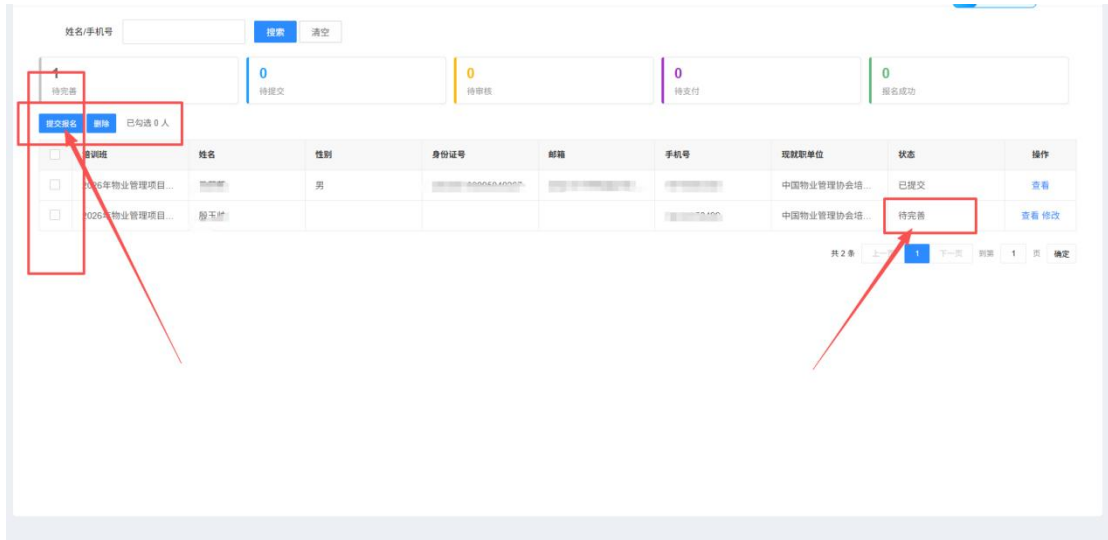 姓名/手机号 搜索 清空
1 0 0 0 0
待完善 待提交 待审核 待支付 报名成功
提交报名 删除 已勾选 0 人
培训班 姓名 性别 身份证号 邮箱 手机号 现就职单位 状态 操作
2026年物业管理项目... 男 中国物业管理协会培... 已提交 查看
2026年物业管理项目... 中国物业管理协会培... 待完善 查看 修改
共 2 条 上一页 1 下一页 到第 1 页 确定